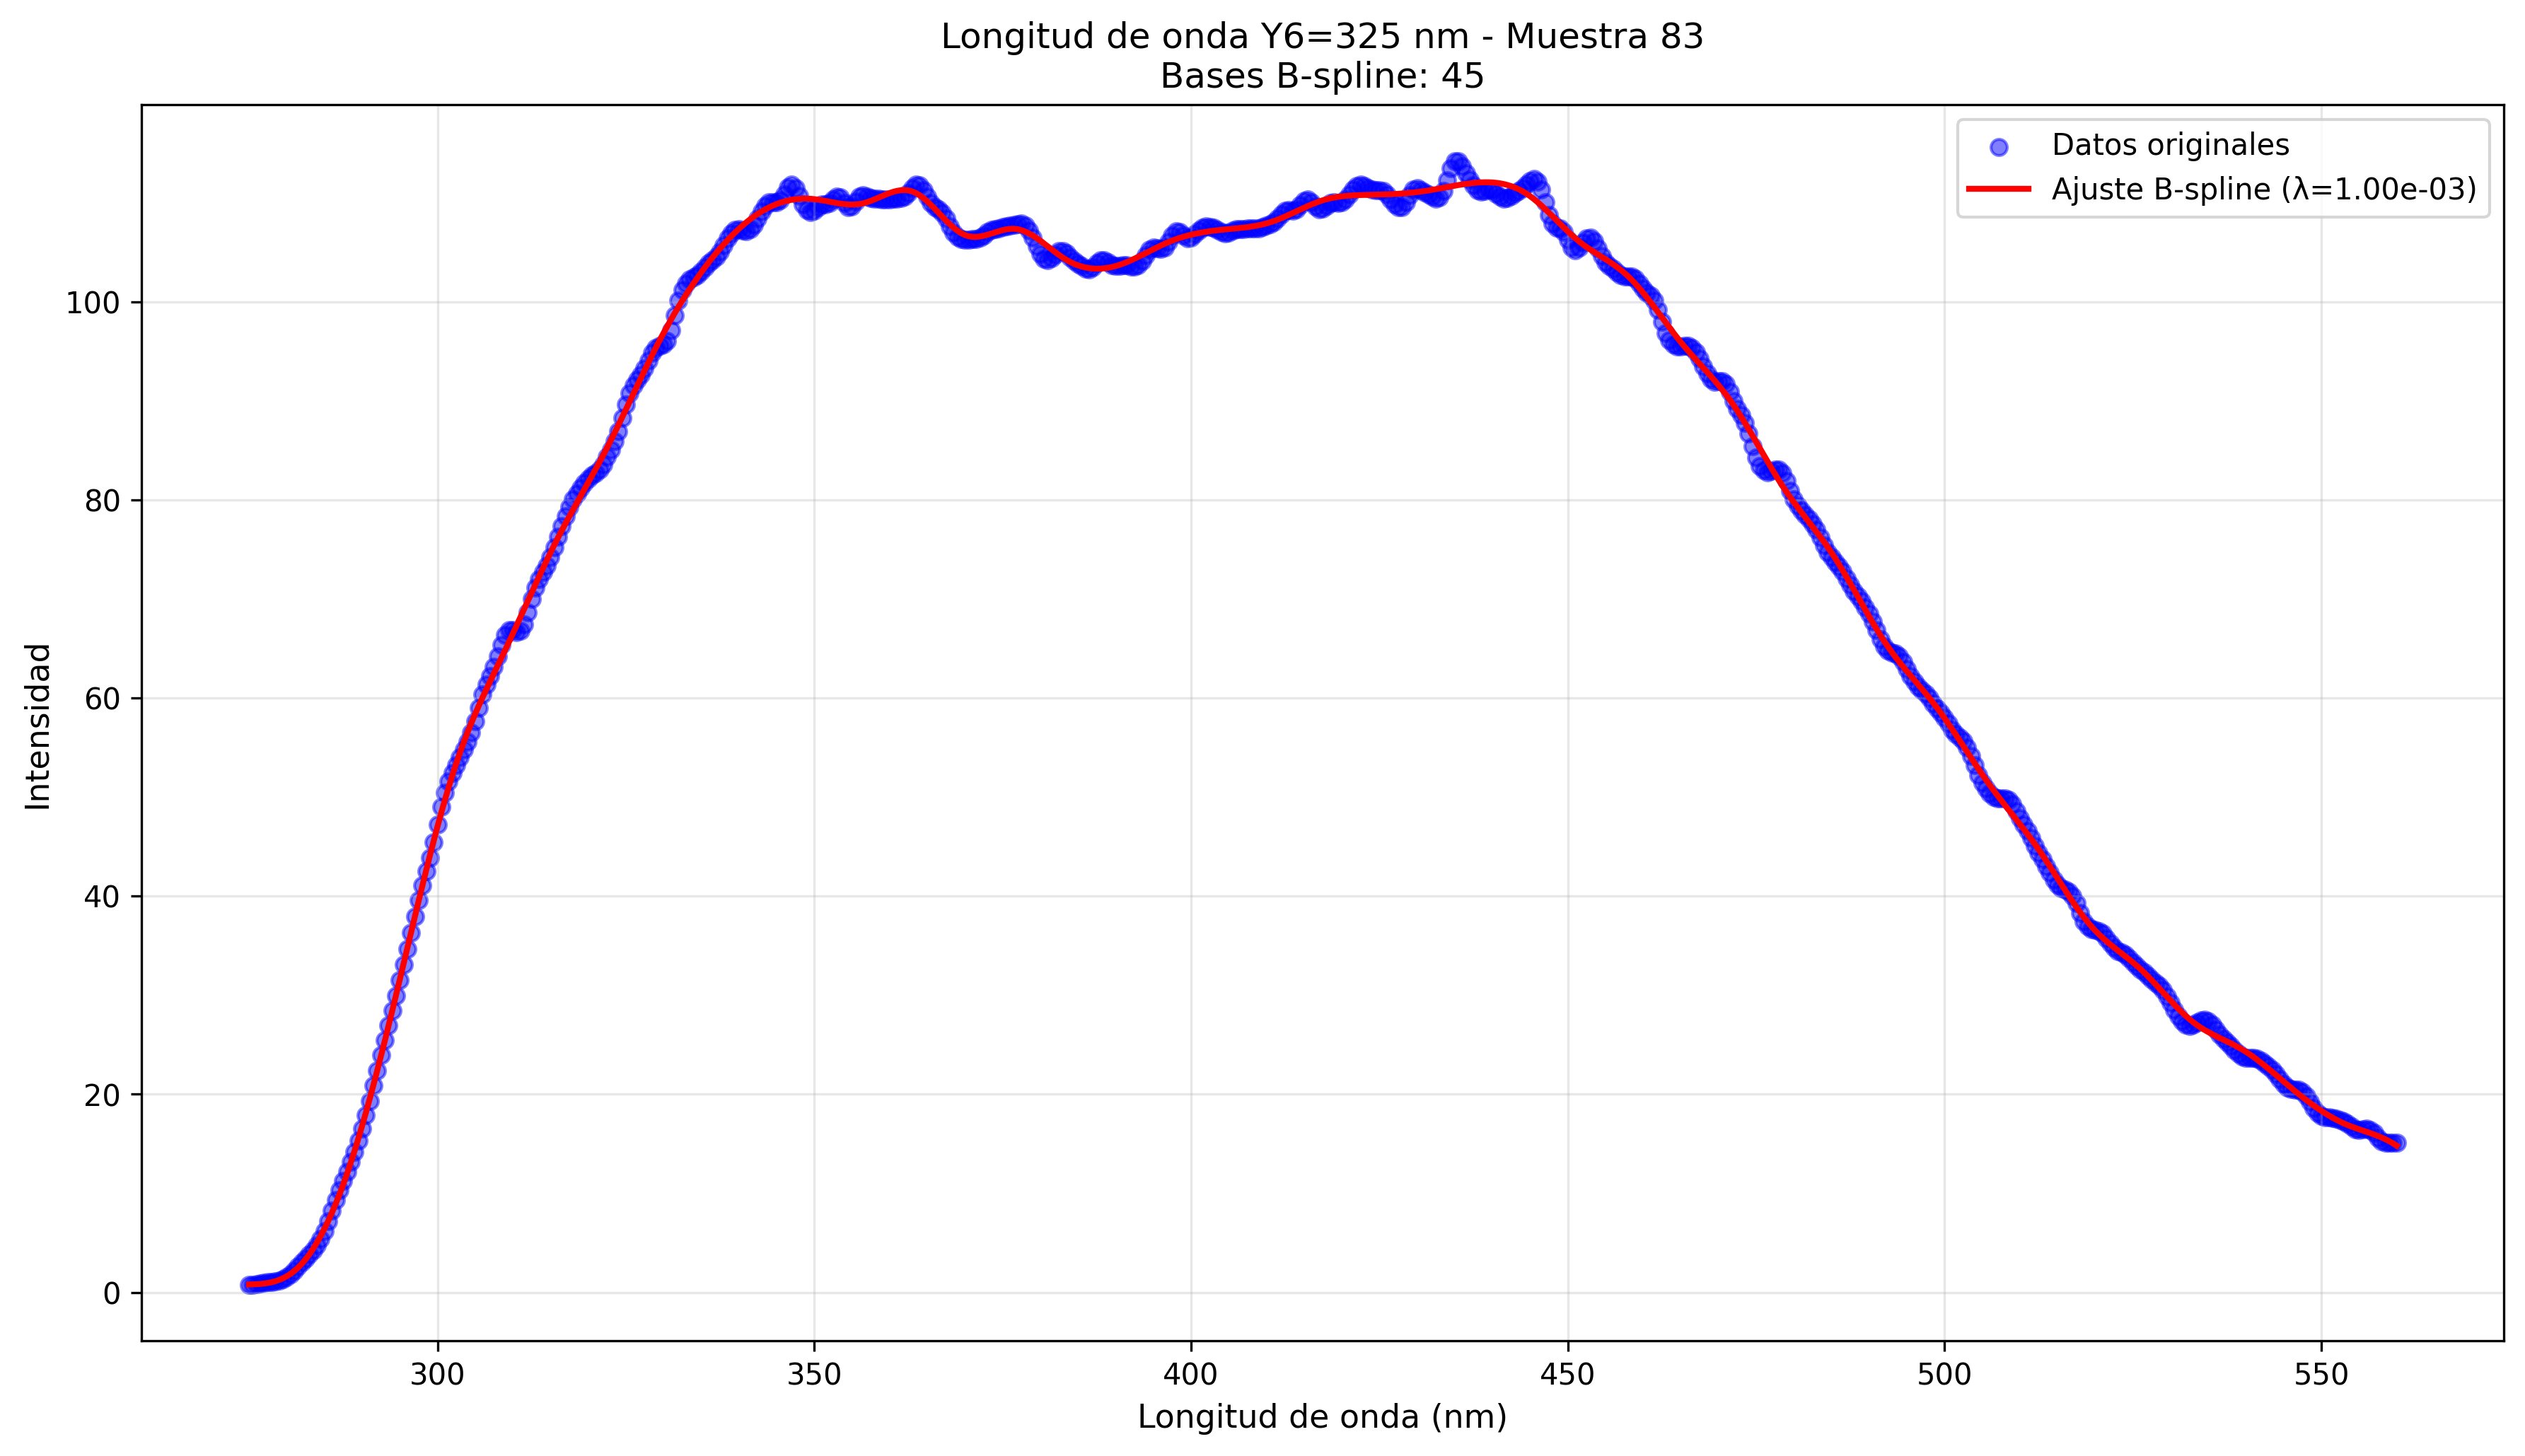 Longitud de onda Y6=325 nm - Muestra 83
Bases B-spline: 45
Datos originales
Ajuste B-spline (λ=1.00e-03)
Intensidad
100
80
60
40
20
0
300 350 400 450 500 550
Longitud de onda (nm)